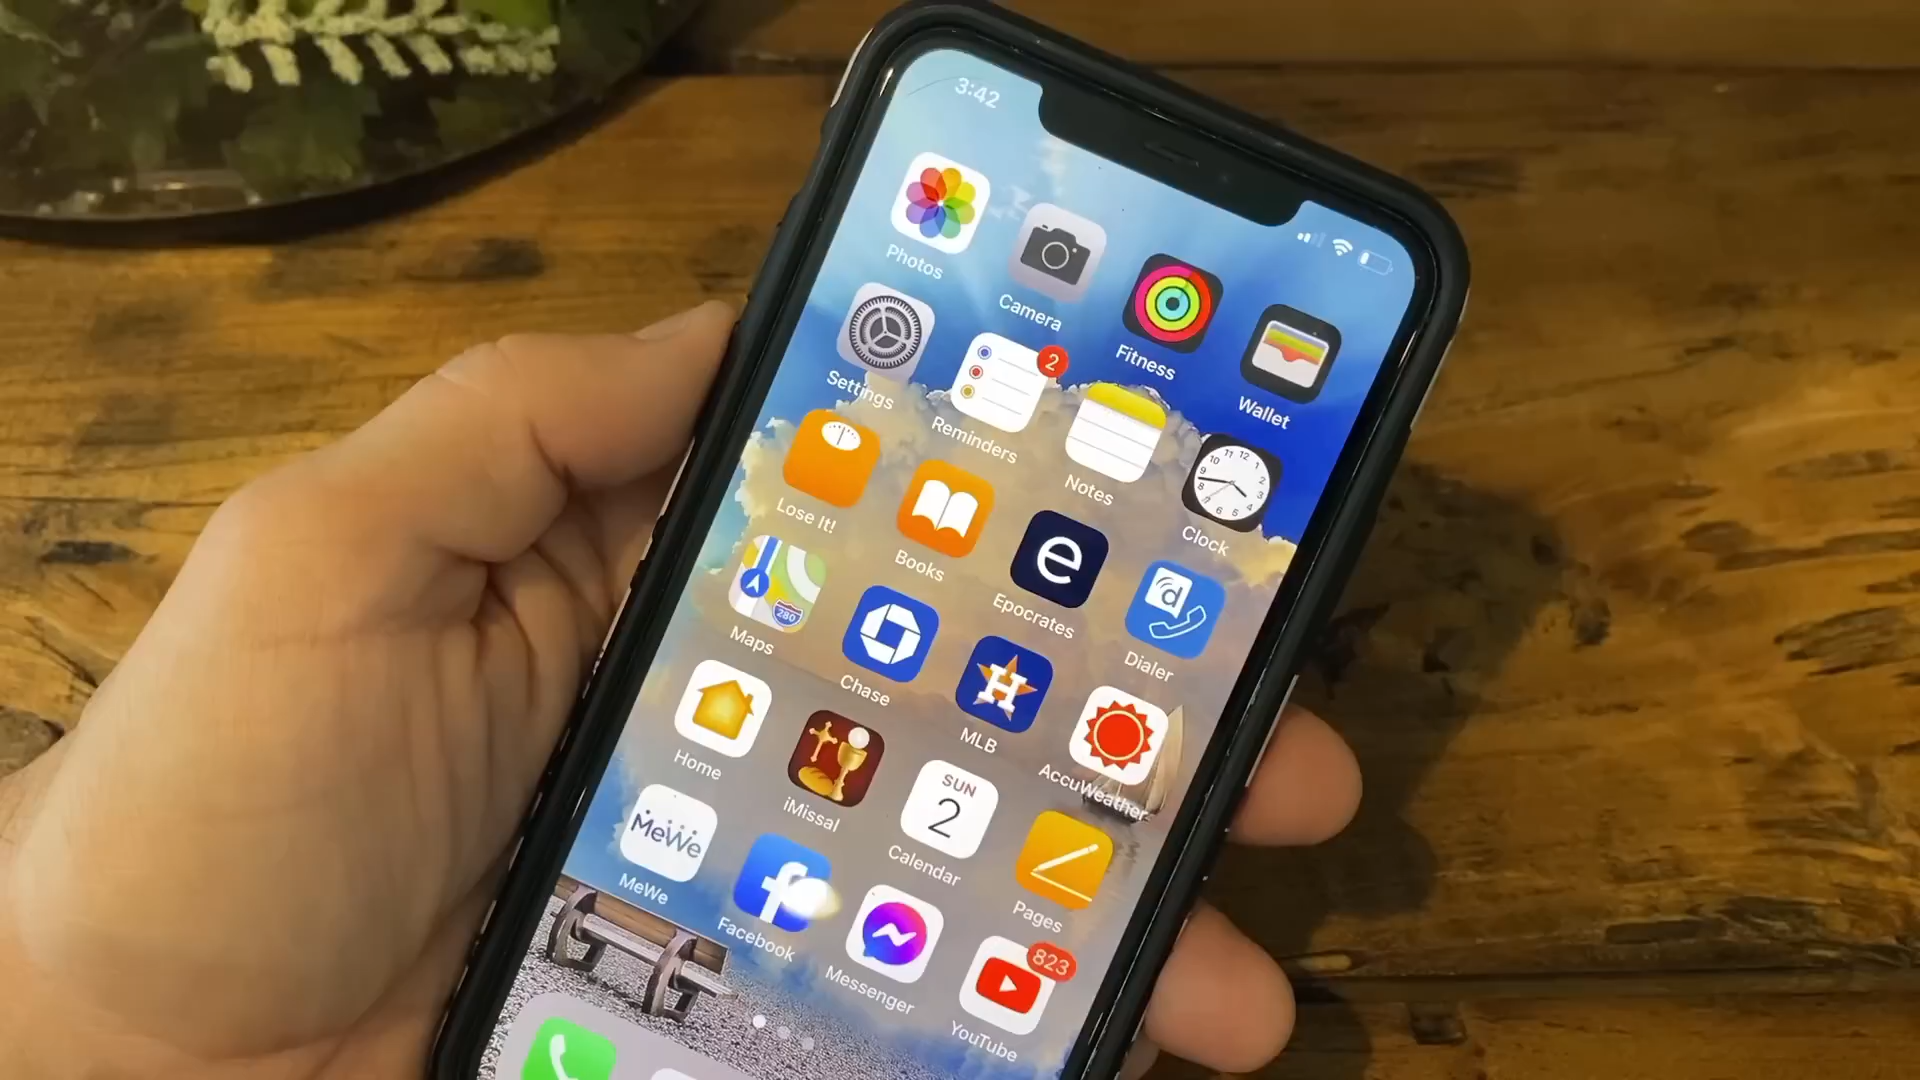 3:42
Photos
Camera
Fitness
Wallet
Settings
2
Reminders
Notes
Clock
Lose It!
Books
e
Epocrates
d
Dialer
280
Maps
Chase
H
MLB
AccuWeather
Home
iMissal
SUN
2
Calendar
Pages
MeWe
MeWe
f
Facebook
Messenger
823
YouTube